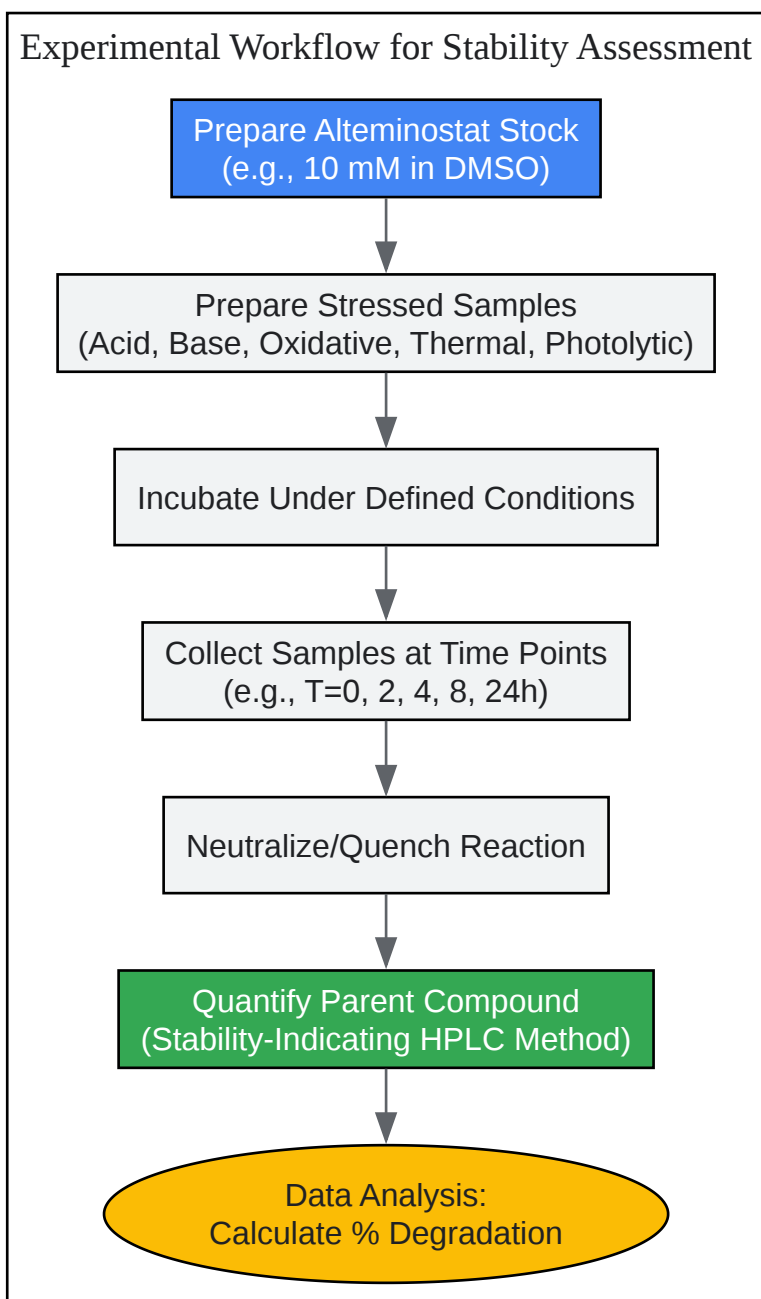 Experimental Workflow for Stability Assessment
Prepare Alteminostat Stock
(e.g., 10 mM in DMSO)
Prepare Stressed Samples
(Acid, Base, Oxidative, Thermal, Photolytic)
Incubate Under Defined Conditions
Collect Samples at Time Points
(e.g., T=0, 2, 4, 8, 24h)
Neutralize/Quench Reaction
Quantify Parent Compound
(Stability-Indicating HPLC Method)
Data Analysis:
Calculate % Degradation